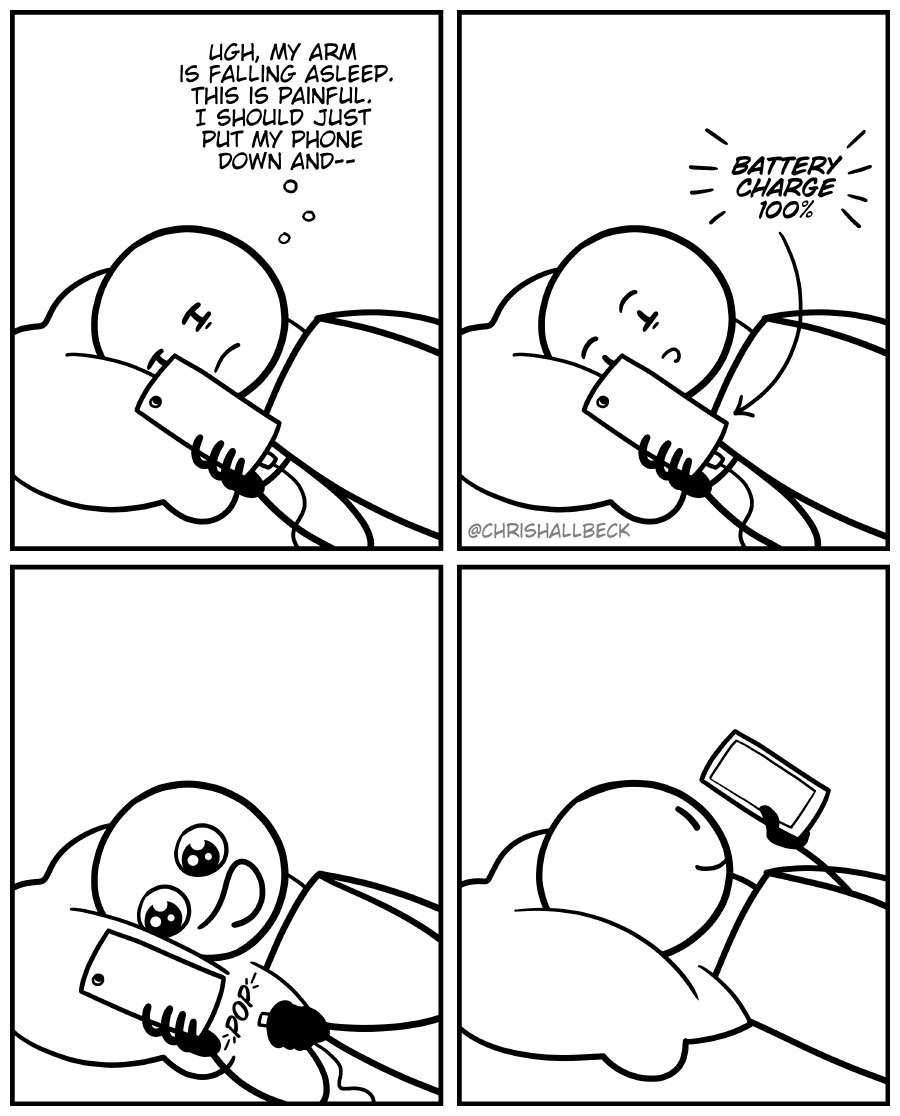 UGH, MY ARM
IS FALLING ASLEEP.
THIS IS PAINFUL.
I SHOULD JUST
PUT MY PHONE
DOWN AND--
BATTERY
CHARGE
100%
@CHRISHALLBECK
POP